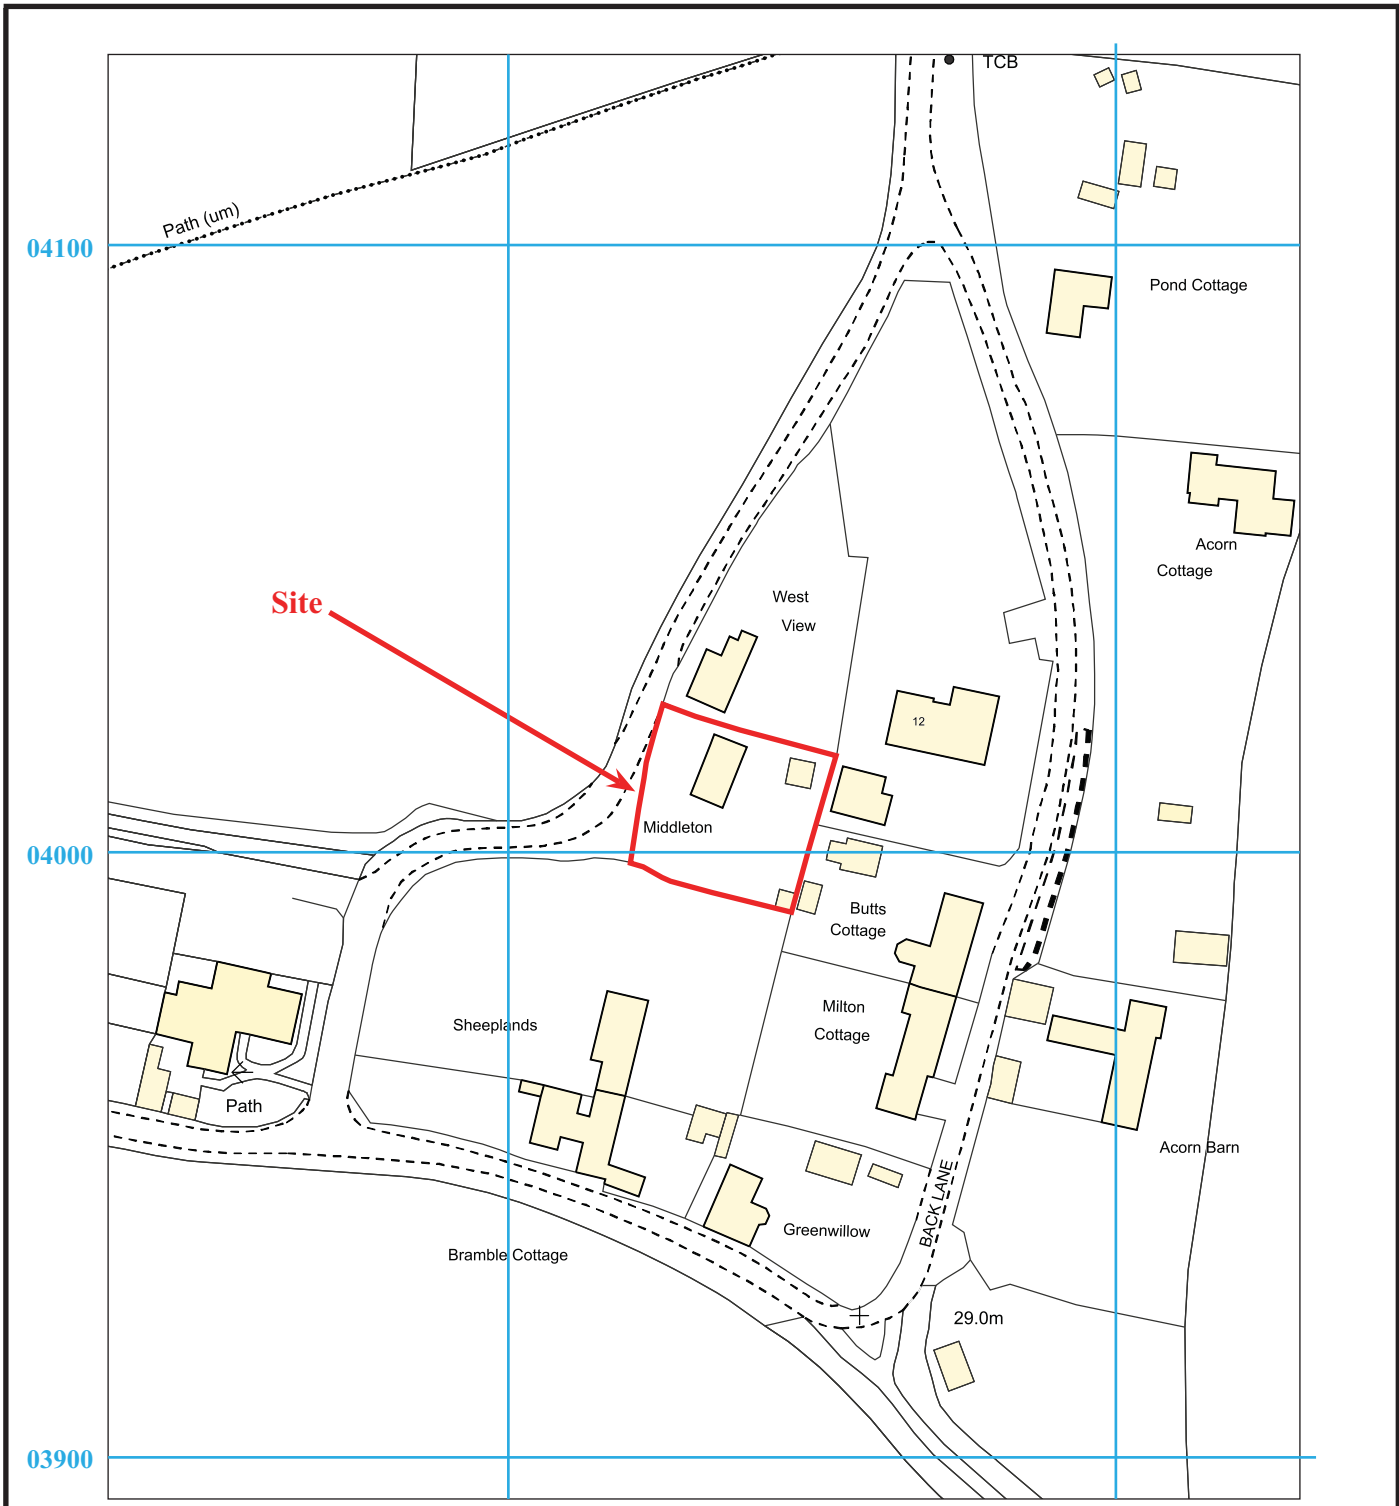 TCB
Path (um)
04100
Pond Cottage
Acorn
Cottage
Site
West
View
12
Middleton
04000
Butts
Cottage
Milton
Cottage
Sheeplands
Path
Acorn Barn
BACK LANE
Greenwillow
Bramble Cottage
29.0m
03900